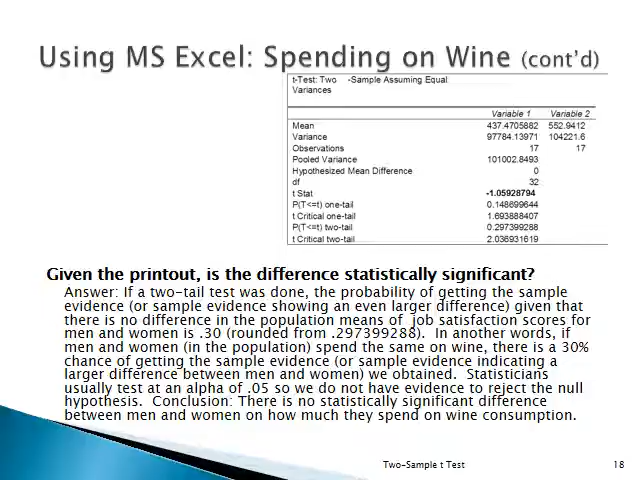 Using MS Excel: Spending on Wine (cont'd)
t-Test: Two -Sample Assuming Equal
Variances
Variable 1 Variable 2
Mean 437.4705882 552.9412
Variance 97784.13971 104221.6
Observations 17 17
Pooled Variance 101002.8493
Hypothesized Mean Difference 0
df 32
t Stat -1.05928794
P(T<=t) one-tail 0.148699644
t Critical one-tail 1.693888407
P(T<=t) two-tail 0.297399288
t Critical two-tail 2.036931619
Given the printout, is the difference statistically significant?
Answer: If a two-tail test was done, the probability of getting the sample
evidence (or sample evidence showing an even larger difference) given that
there is no difference in the population means of job satisfaction scores for
men and women is .30 (rounded from .297399288). In another words, if
men and women (in the population) spend the same on wine, there is a 30%
chance of getting the sample evidence (or sample evidence indicating a
larger difference between men and women) we obtained. Statisticians
usually test at an alpha of .05 so we do not have evidence to reject the null
hypothesis. Conclusion: There is no statistically significant difference
between men and women on how much they spend on wine consumption.
Two-Sample t Test 18